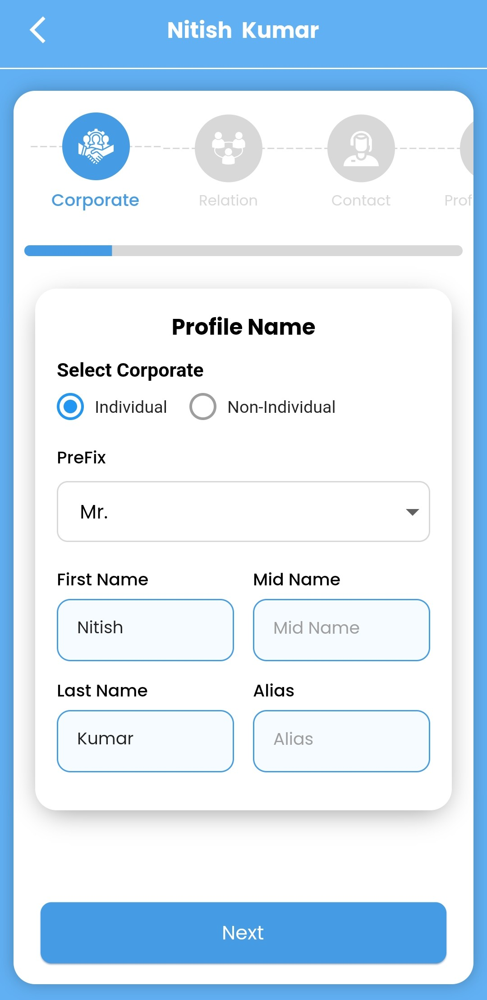 Nitish Kumar
Corporate Relation Contact Prof
Profile Name
Select Corporate
Individual Non-Individual
PreFix
Mr.
First Name Mid Name
Nitish Mid Name
Last Name Alias
Kumar Alias
Next